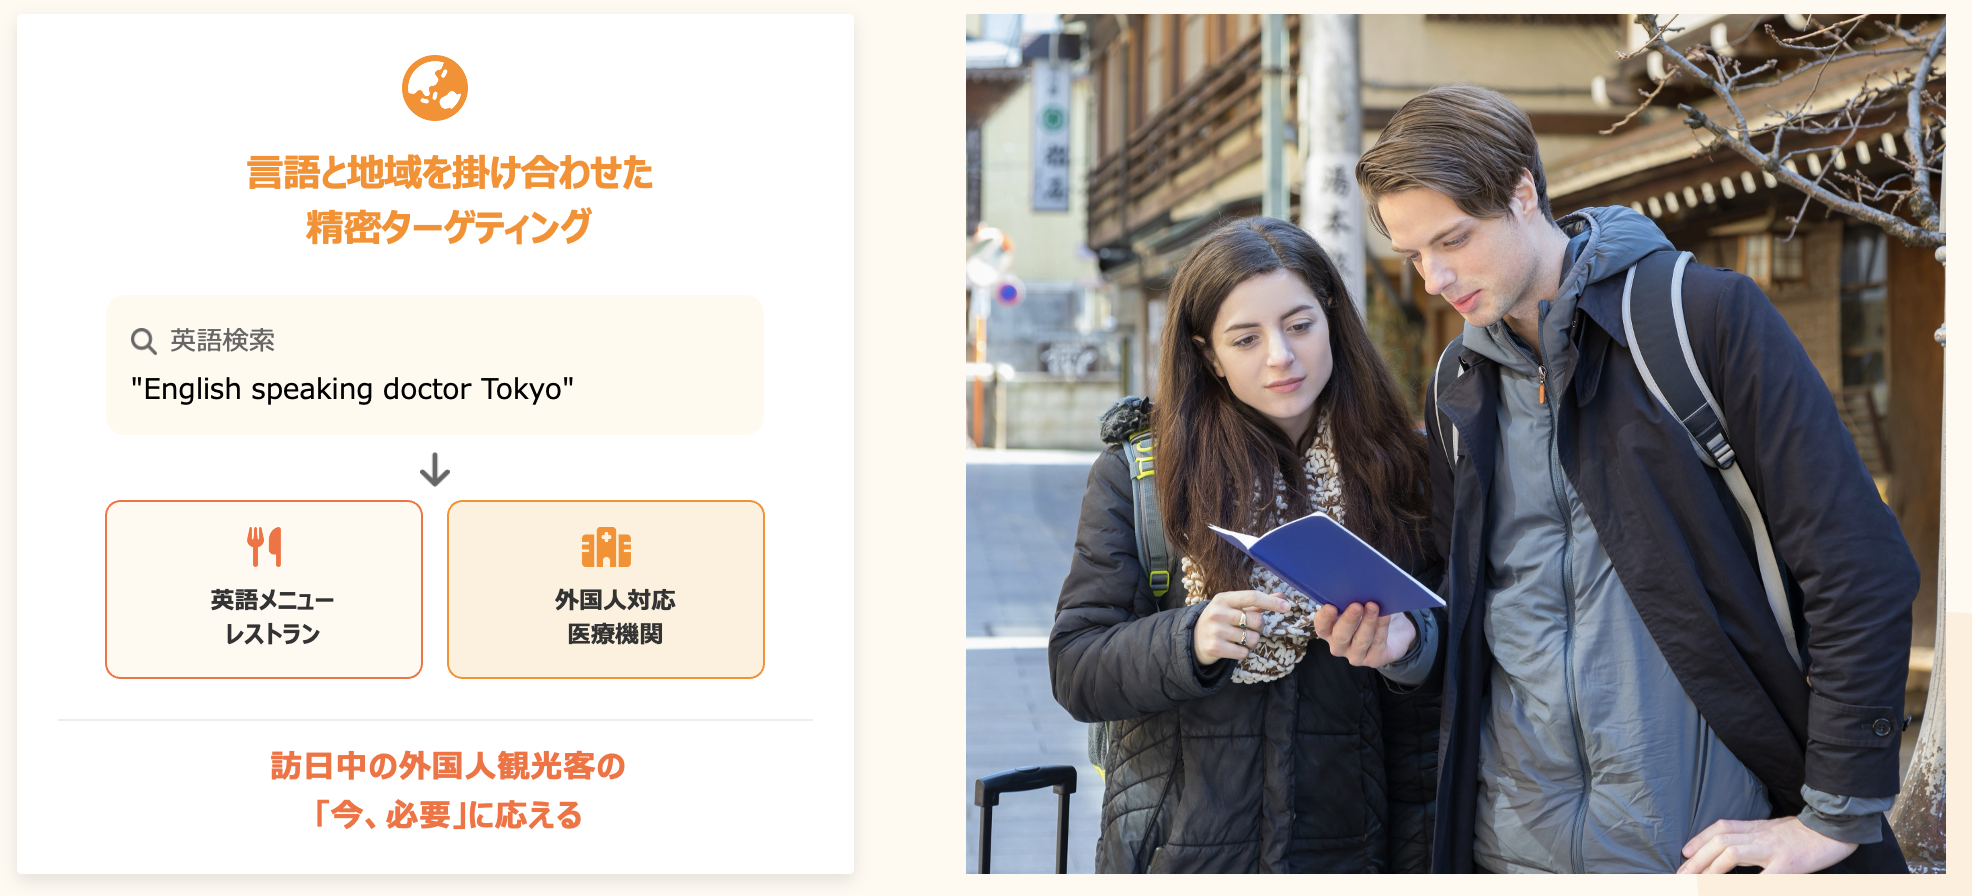 言語と地域を掛け合わせた
精密ターゲティング
英語検索
"English speaking doctor Tokyo"
英語メニュー
レストラン
外国人対応
医療機関
訪日中の外国人観光客の
「今、必要」に応える
湯本